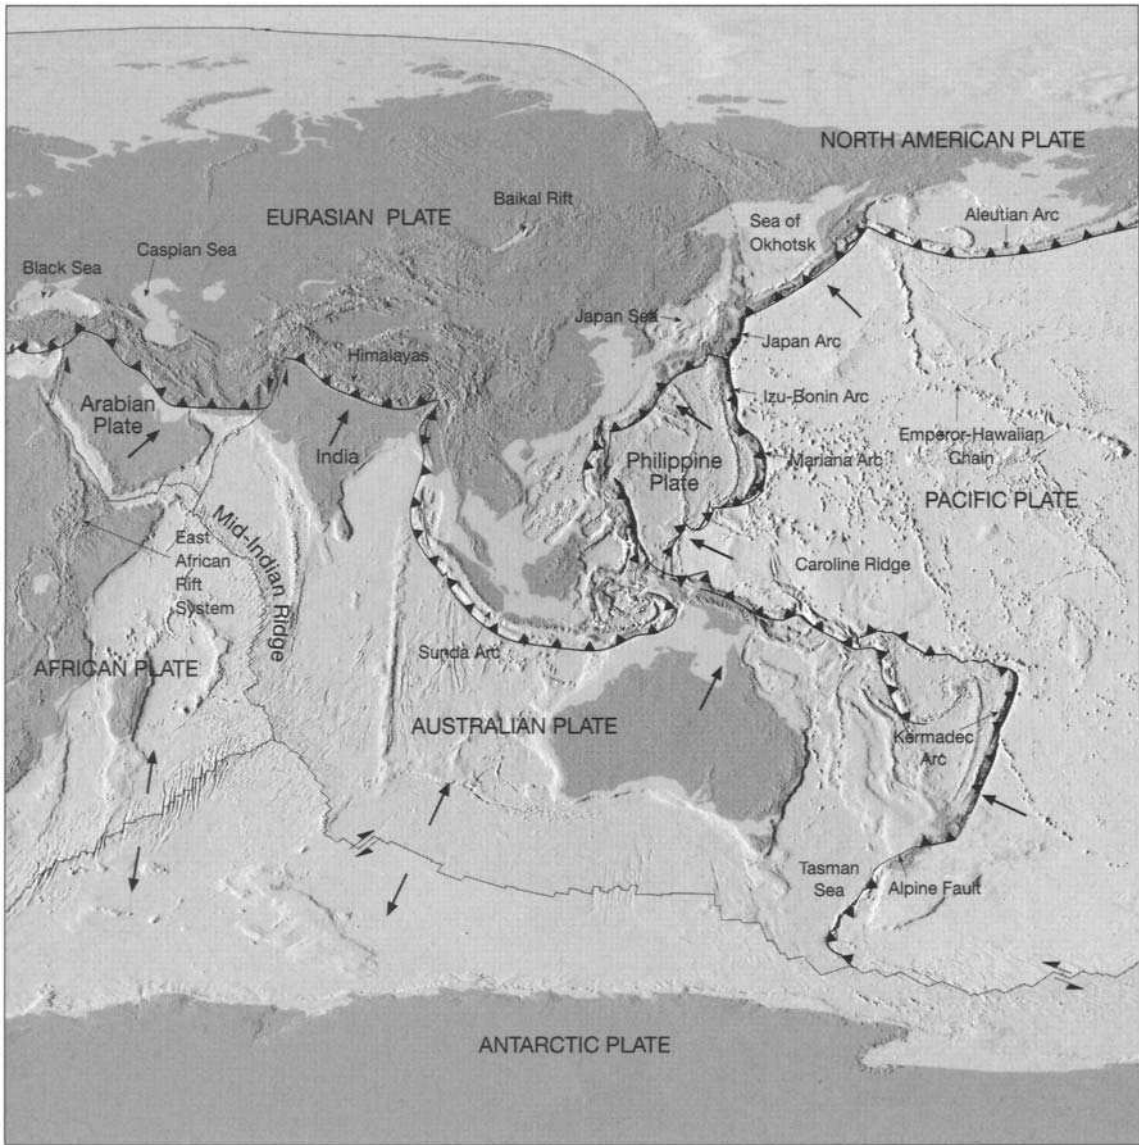 NORTH AMERICAN PLATE
Baikal Rift
EURASIAN PLATE
Sea of
Okhotsk
Aleutian Arc
Caspian Sea
Black Sea
Japan Sea
Japan Arc
Himalayas
Izu-Bonin Arc
Arabian
Plate
Emperor-Hawaiian
Chain
India
Philippine
Plate
Mariana Arc
PACIFIC PLATE
Mid-Indian Ridge
East
African
Rift
System
Caroline Ridge
AFRICAN PLATE
Sunda Arc
AUSTRALIAN PLATE
Kermadec
Arc
Tasman
Sea
Alpine Fault
ANTARCTIC PLATE